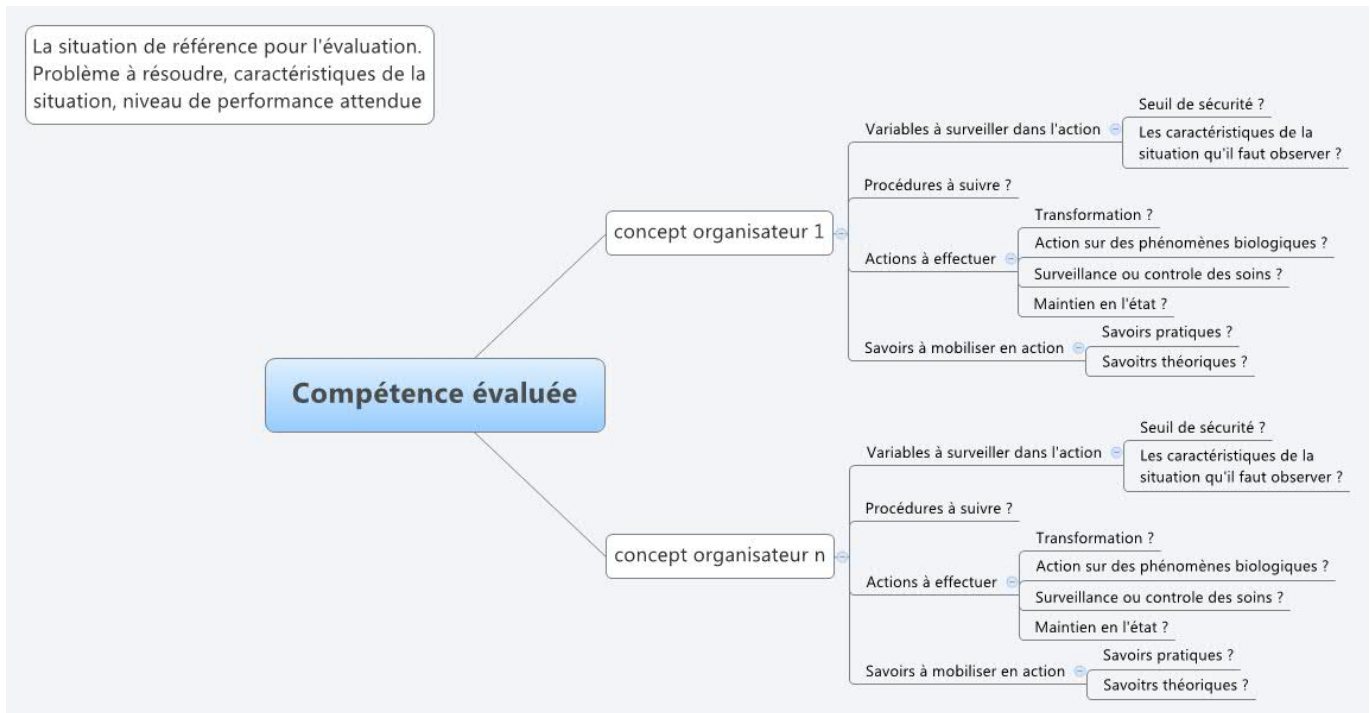 La situation de référence pour l'évaluation.
Problème à résoudre, caractéristiques de la
situation, niveau de performance attendue
Compétence évaluée
concept organisateur 1
Variables à surveiller dans l'action
Seuil de sécurité ?
Les caractéristiques de la
situation qu'il faut observer ?
Procédures à suivre ?
Actions à effectuer
Transformation ?
Action sur des phénomènes biologiques ?
Surveillance ou controle des soins ?
Maintien en l'état ?
Savoirs à mobiliser en action
Savoirs pratiques ?
Savoitrs théoriques ?
concept organisateur n
Variables à surveiller dans l'action
Seuil de sécurité ?
Les caractéristiques de la
situation qu'il faut observer ?
Procédures à suivre ?
Actions à effectuer
Transformation ?
Action sur des phénomènes biologiques ?
Surveillance ou controle des soins ?
Maintien en l'état ?
Savoirs à mobiliser en action
Savoirs pratiques ?
Savoitrs théoriques ?